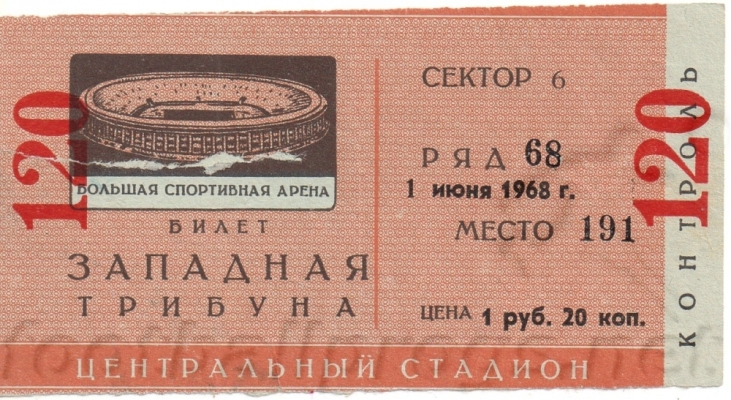 120
БОЛЬШАЯ СПОРТИВНАЯ АРЕНА
БИЛЕТ
ЗАПАДНАЯ
ТРИБУНА
СЕКТОР 6
РЯД 68
1 июня 1968 г.
МЕСТО 191
ЦЕНА 1 руб. 20 коп.
ЦЕНТРАЛЬНЫЙ СТАДИОН
120
КОНТРОЛЬ